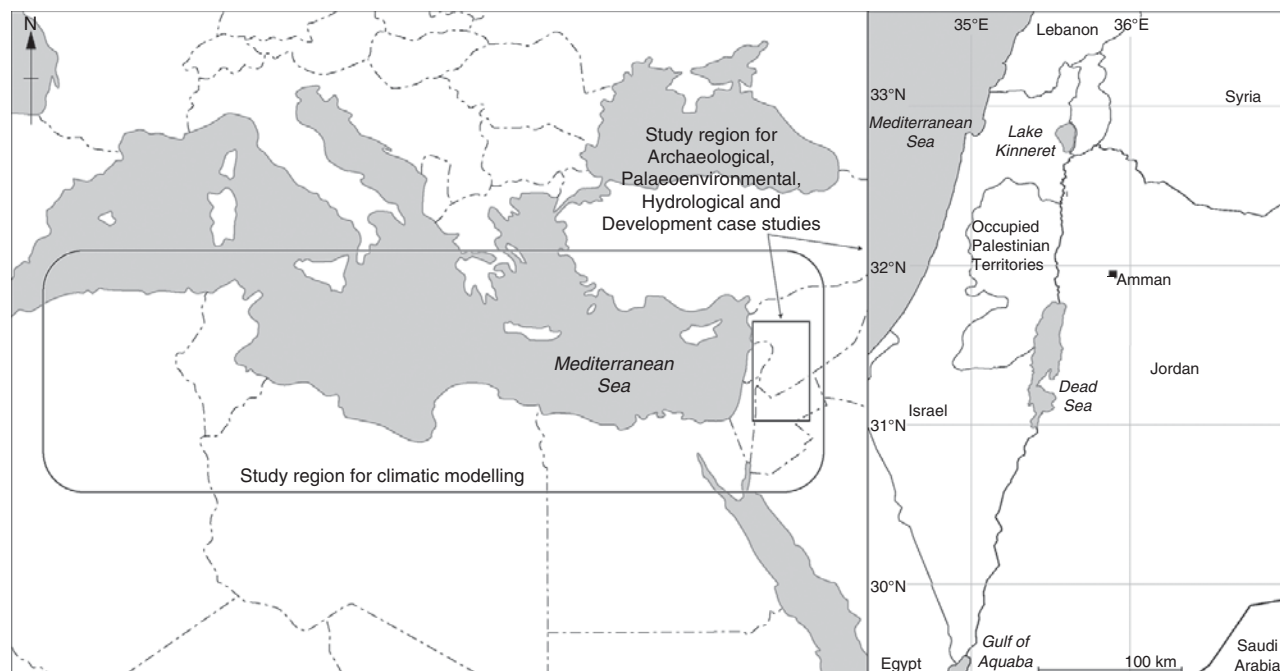 N
Study region for
Archaeological,
Palaeoenvironmental,
Hydrological and
Development case studies
Mediterranean
Sea
Study region for climatic modelling
35°E
36°E
Lebanon
33°N
Syria
Mediterranean
Sea
Lake
Kinneret
Occupied
Palestinian
Territories
32°N
Amman
Jordan
Dead
Sea
Israel
31°N
30°N
Gulf of
Aquaba
Egypt
100 km
Saudi
Arabia